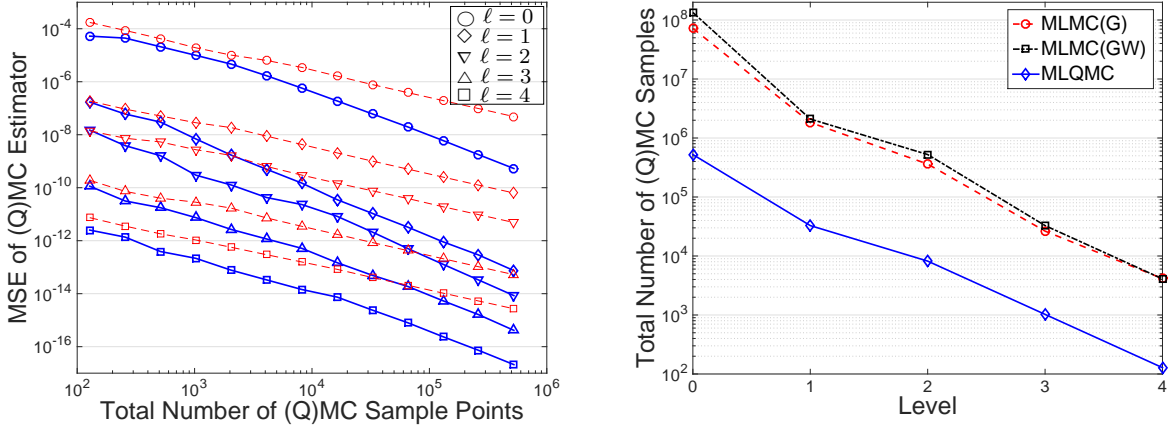 MSE of (Q)MC Estimator
10^-4
10^-6
10^-8
10^-10
10^-12
10^-14
10^-16
ℓ = 0
ℓ = 1
ℓ = 2
ℓ = 3
ℓ = 4
10^2
10^3
10^4
10^5
10^6
Total Number of (Q)MC Sample Points
Total Number of (Q)MC Samples
10^8
10^7
10^6
10^5
10^4
10^3
10^2
MLMC(G)
MLMC(GW)
MLQMC
0
1
2
3
4
Level